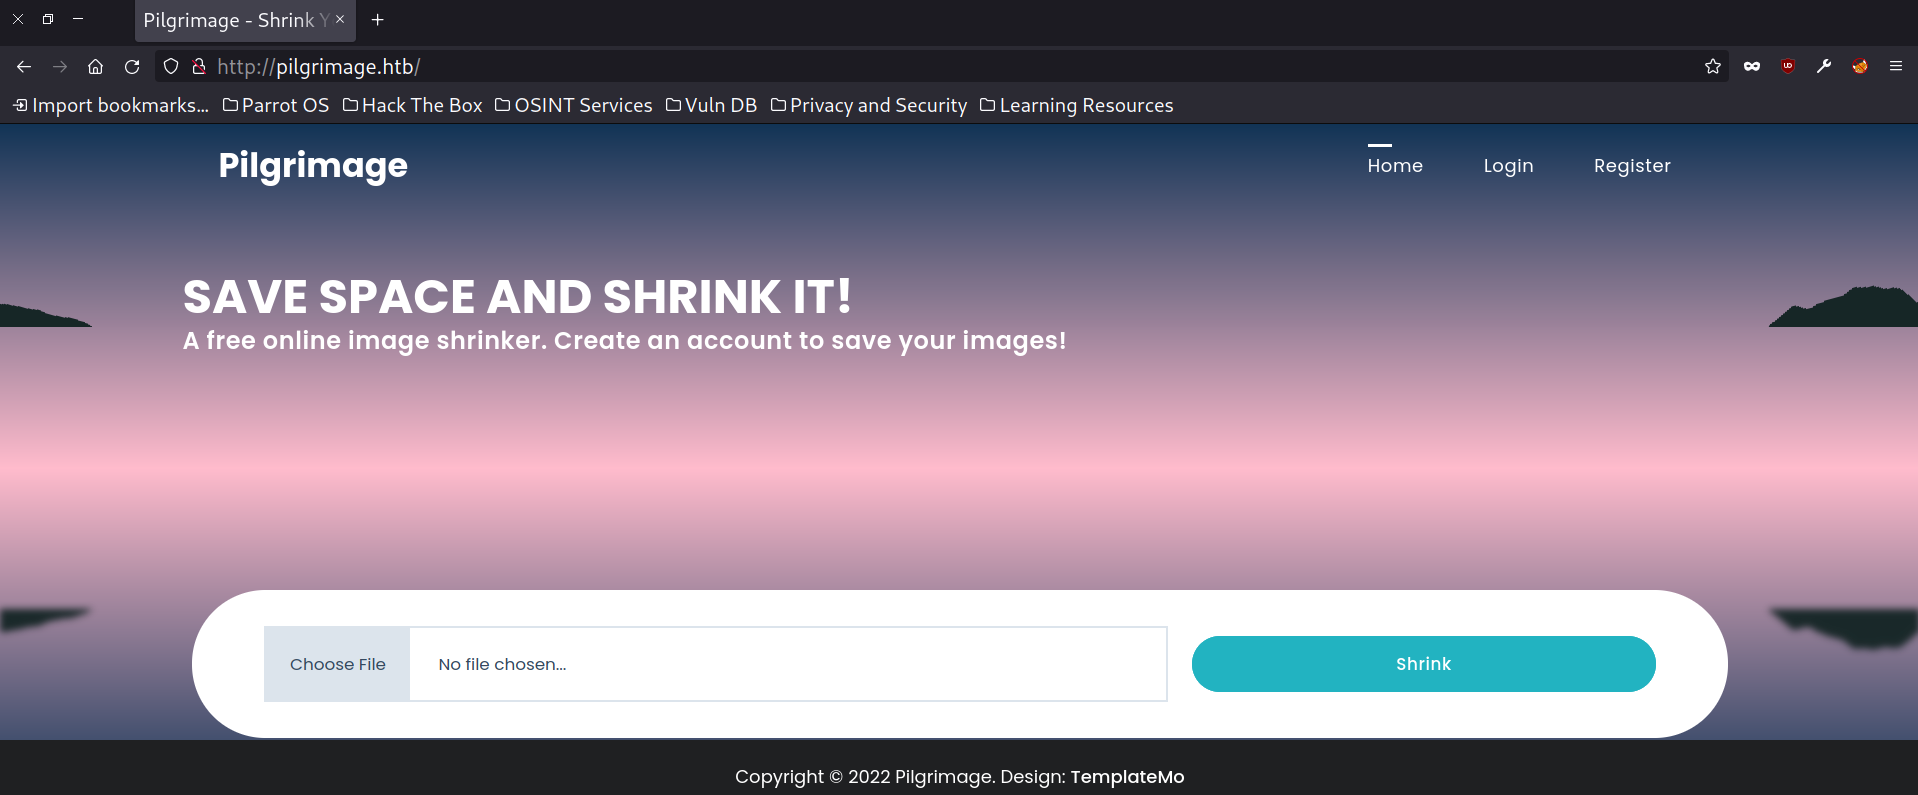 Pilgrimage - Shrink Y
http://pilgrimage.htb/
Import bookmarks... Parrot OS Hack The Box OSINT Services Vuln DB Privacy and Security Learning Resources
Pilgrimage Home Login Register
SAVE SPACE AND SHRINK IT!
A free online image shrinker. Create an account to save your images!
Choose File No file chosen... Shrink
Copyright © 2022 Pilgrimage. Design: TemplateMo